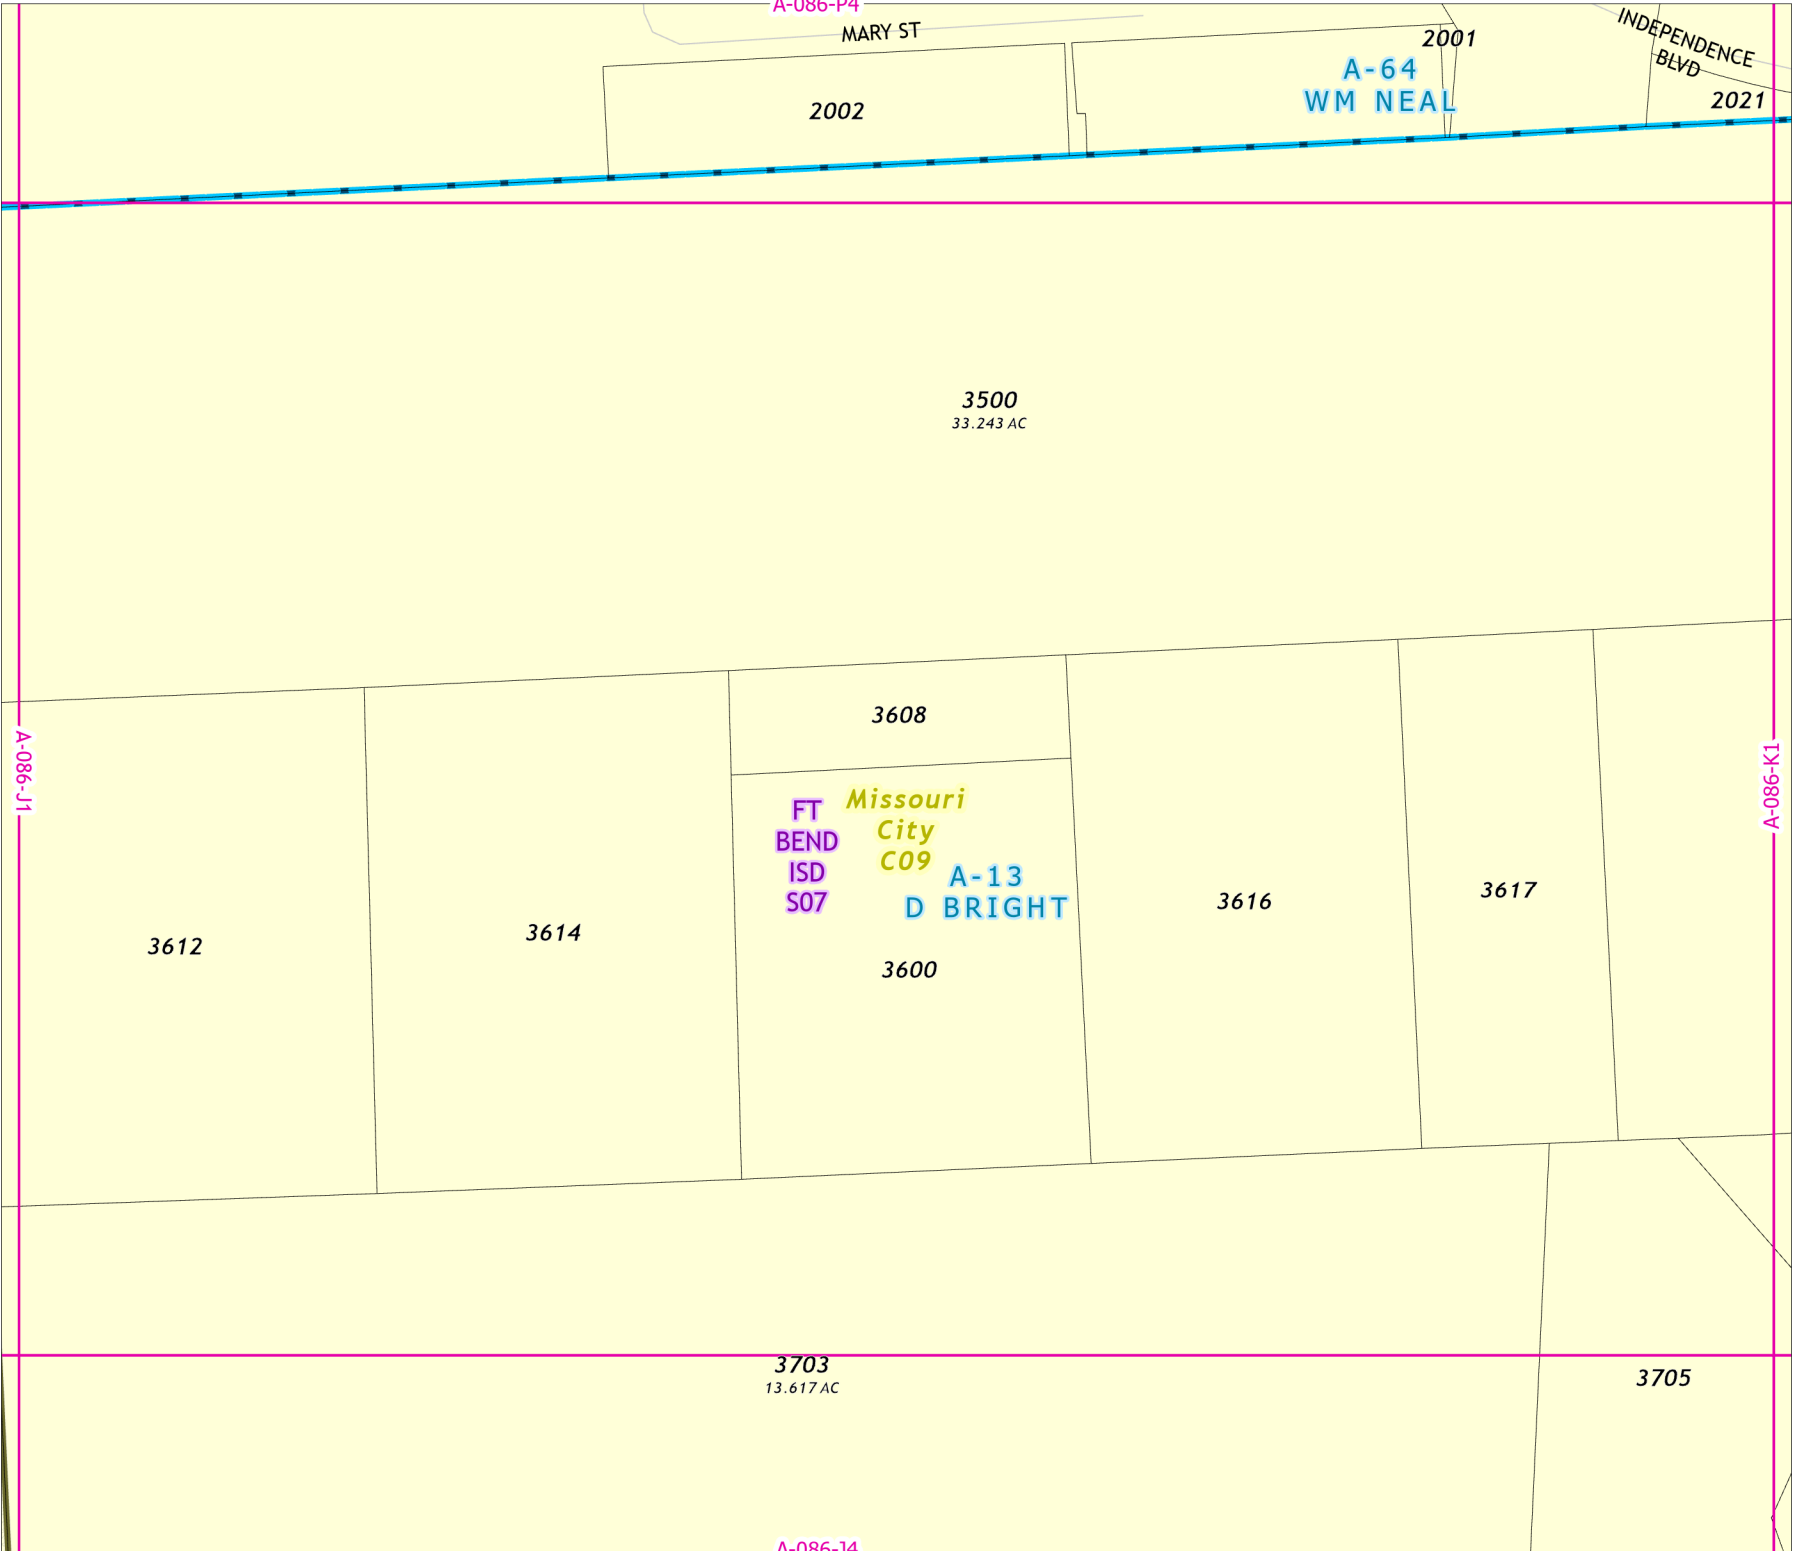 A-086-P4
MARY ST
2001
INDEPENDENCE
BLVD
A-64
WM NEAL
2002
2021
3500
33.243 AC
3608
A-086-J1
A-086-K1
FT
BEND
ISD
S07
Missouri
City
C09
A-13
D BRIGHT
3612
3614
3600
3616
3617
3703
13.617 AC
3705
A-086-J4